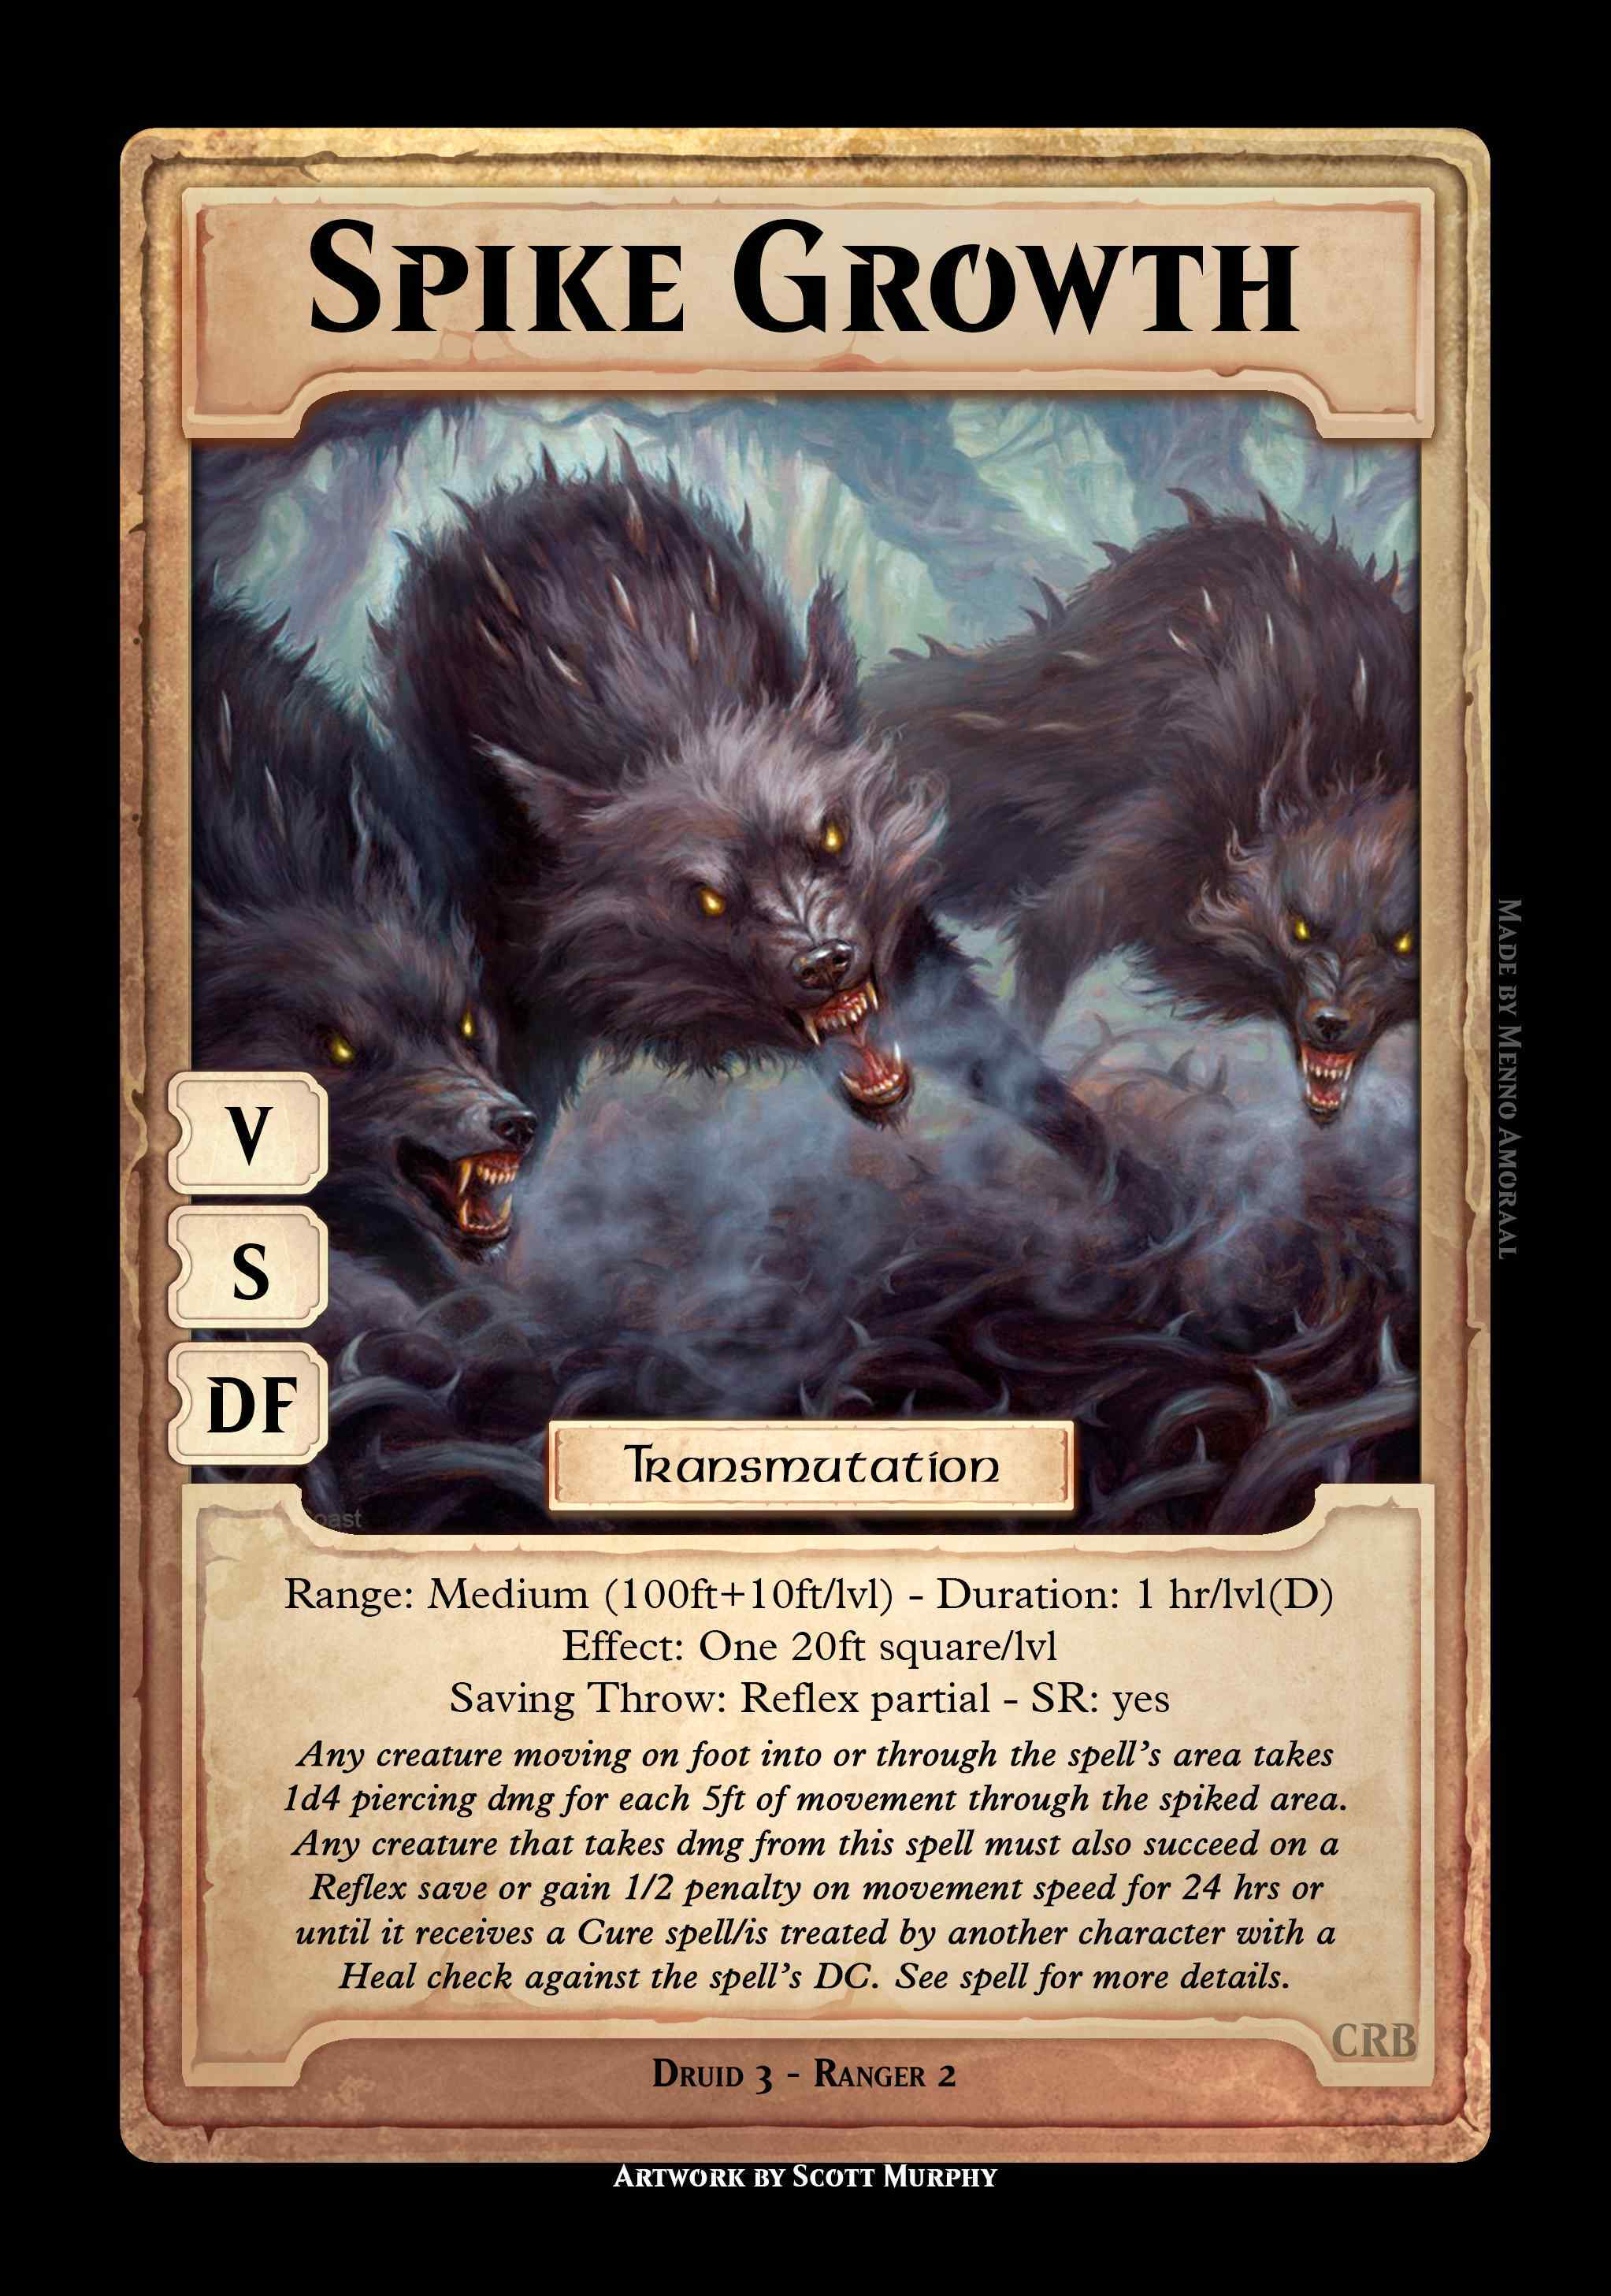 Spike Growth
V
S
DF
Transmutation
oast
Range: Medium (100ft+10ft/lvl) - Duration: 1 hr/lvl(D)
Effect: One 20ft square/lvl
Saving Throw: Reflex partial - SR: yes
Any creature moving on foot into or through the spell's area takes
1d4 piercing dmg for each 5ft of movement through the spiked area.
Any creature that takes dmg from this spell must also succeed on a
Reflex save or gain 1/2 penalty on movement speed for 24 hrs or
until it receives a Cure spell/is treated by another character with a
Heal check against the spell's DC. See spell for more details.
CRB
Druid 3 - Ranger 2
Artwork by Scott Murphy
Made by Menno Amoraal